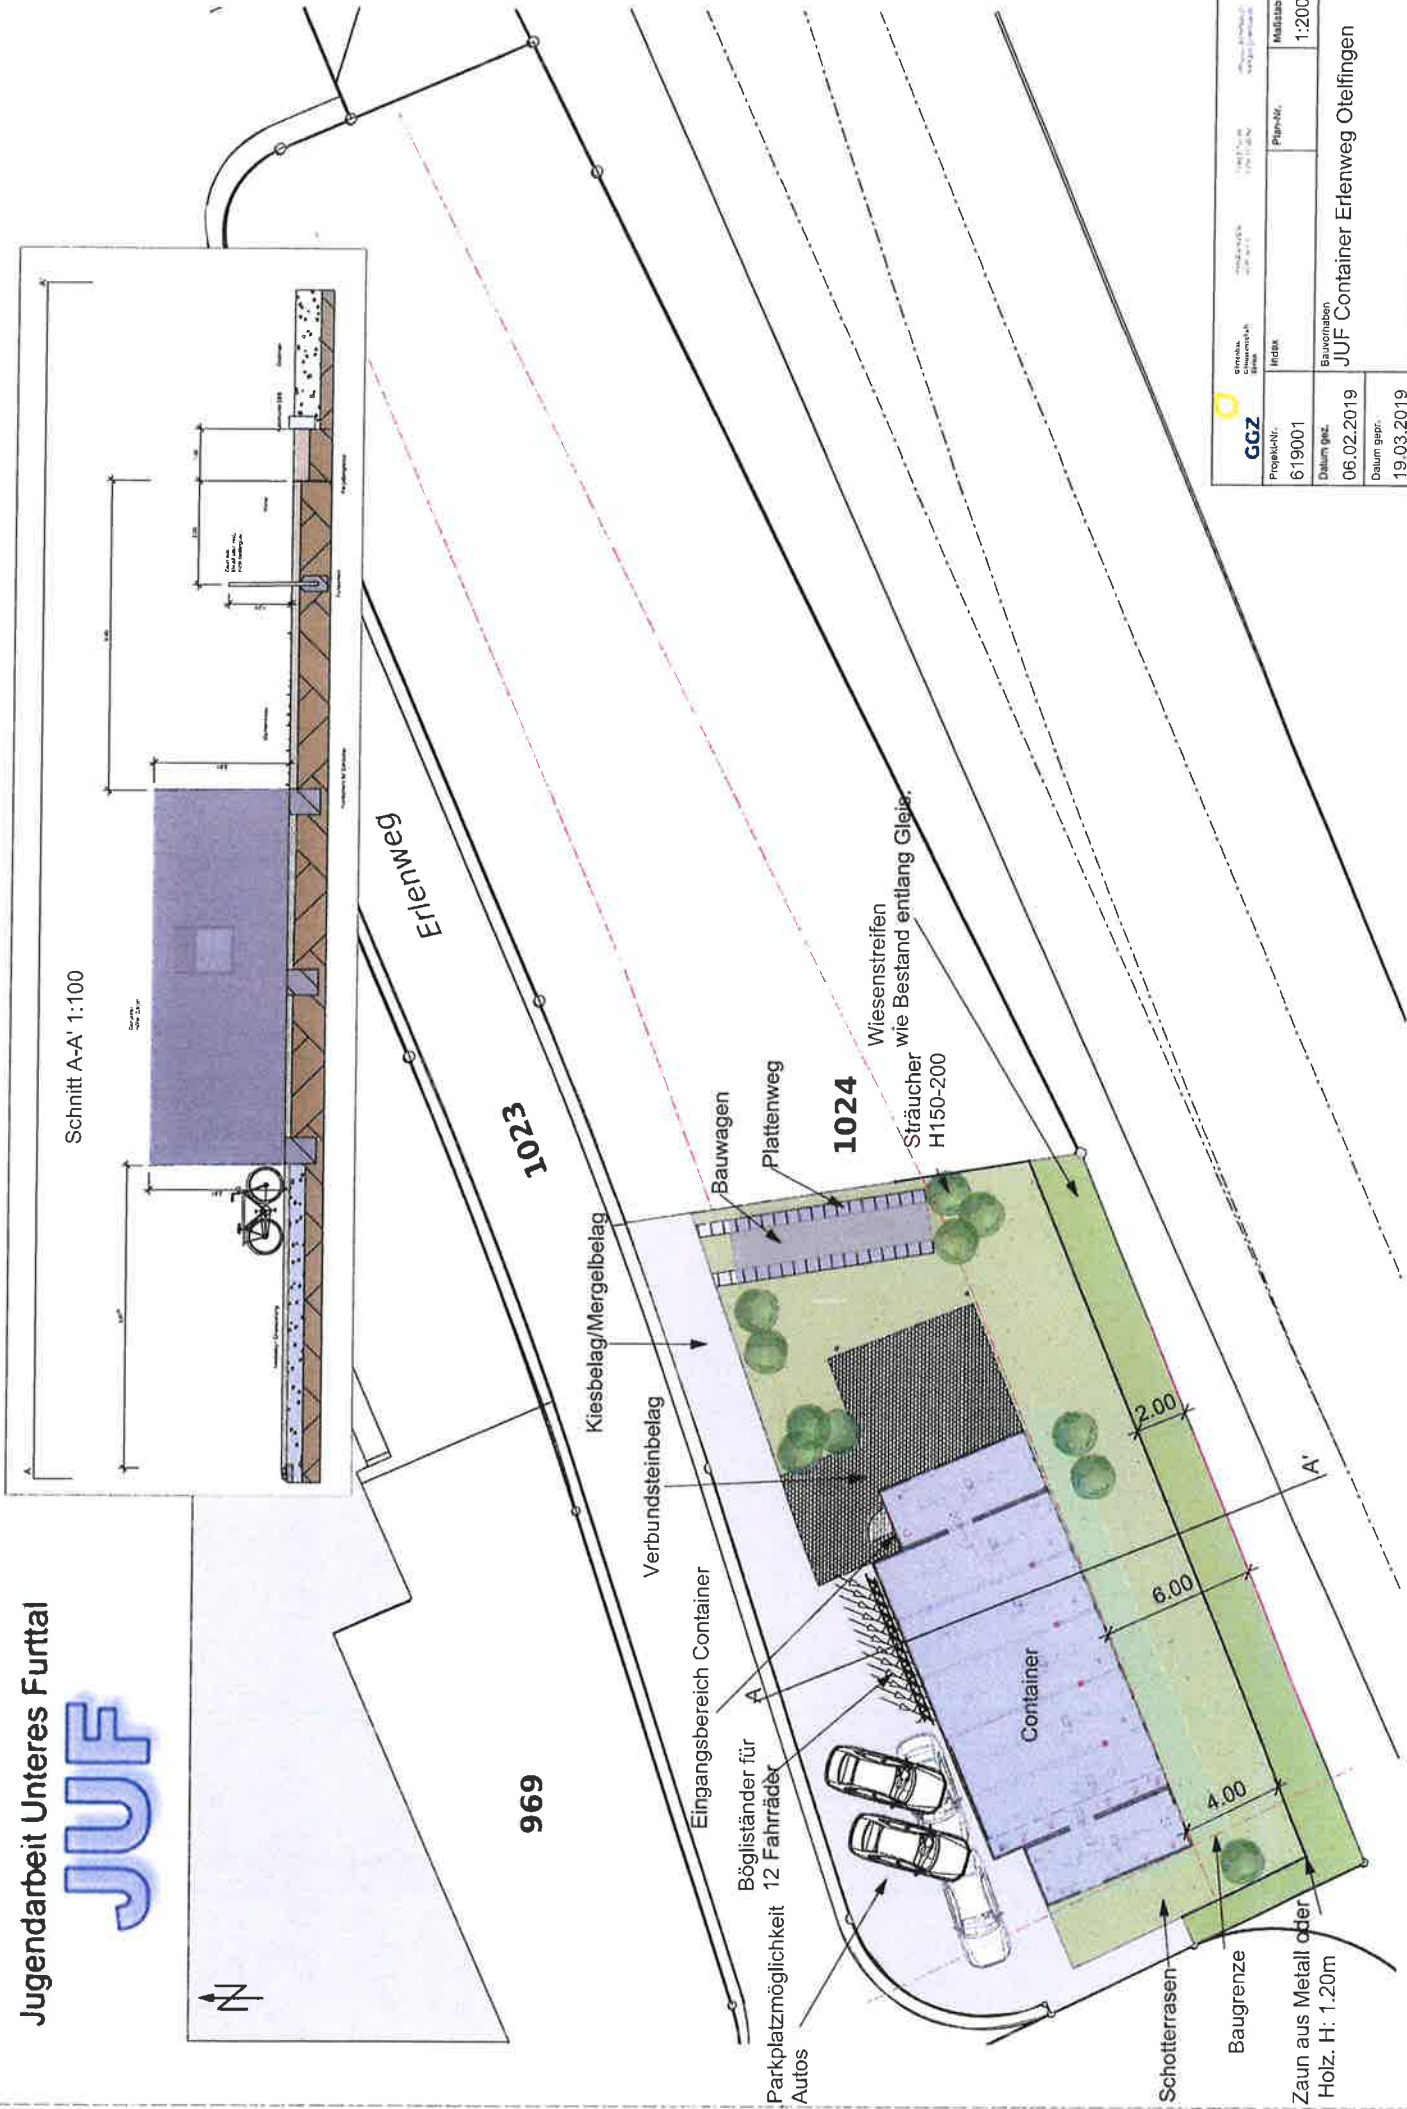 Jugendarbeit Unteres Furttal
JUF
Schnitt A-A' 1:100
A
A'
N
969
1023
Erlenweg
1024
Kiesbelag/Mergelbelag
Verbundsteinbelag
Eingangsbereich Container
Bögliständer für
12 Fahrräder
Parkplatzmöglichkeit
Autos
Bauwagen
Plattenweg
Wiesenstreifen
wie Bestand entlang Gleis.
Sträucher
H150-200
Container
A
A'
2.00
6.00
4.00
Schotterrasen
Baugrenze
Zaun aus Metall oder
Holz. H: 1.20m
GGZ
Projekt-Nr.
619001
Index
Plan-Nr.
Maßstab
1:200
Datum gez.
06.02.2019
Bauvorhaben
JUF Container Erlenweg Otelfingen
Datum gepr.
19.03.2019